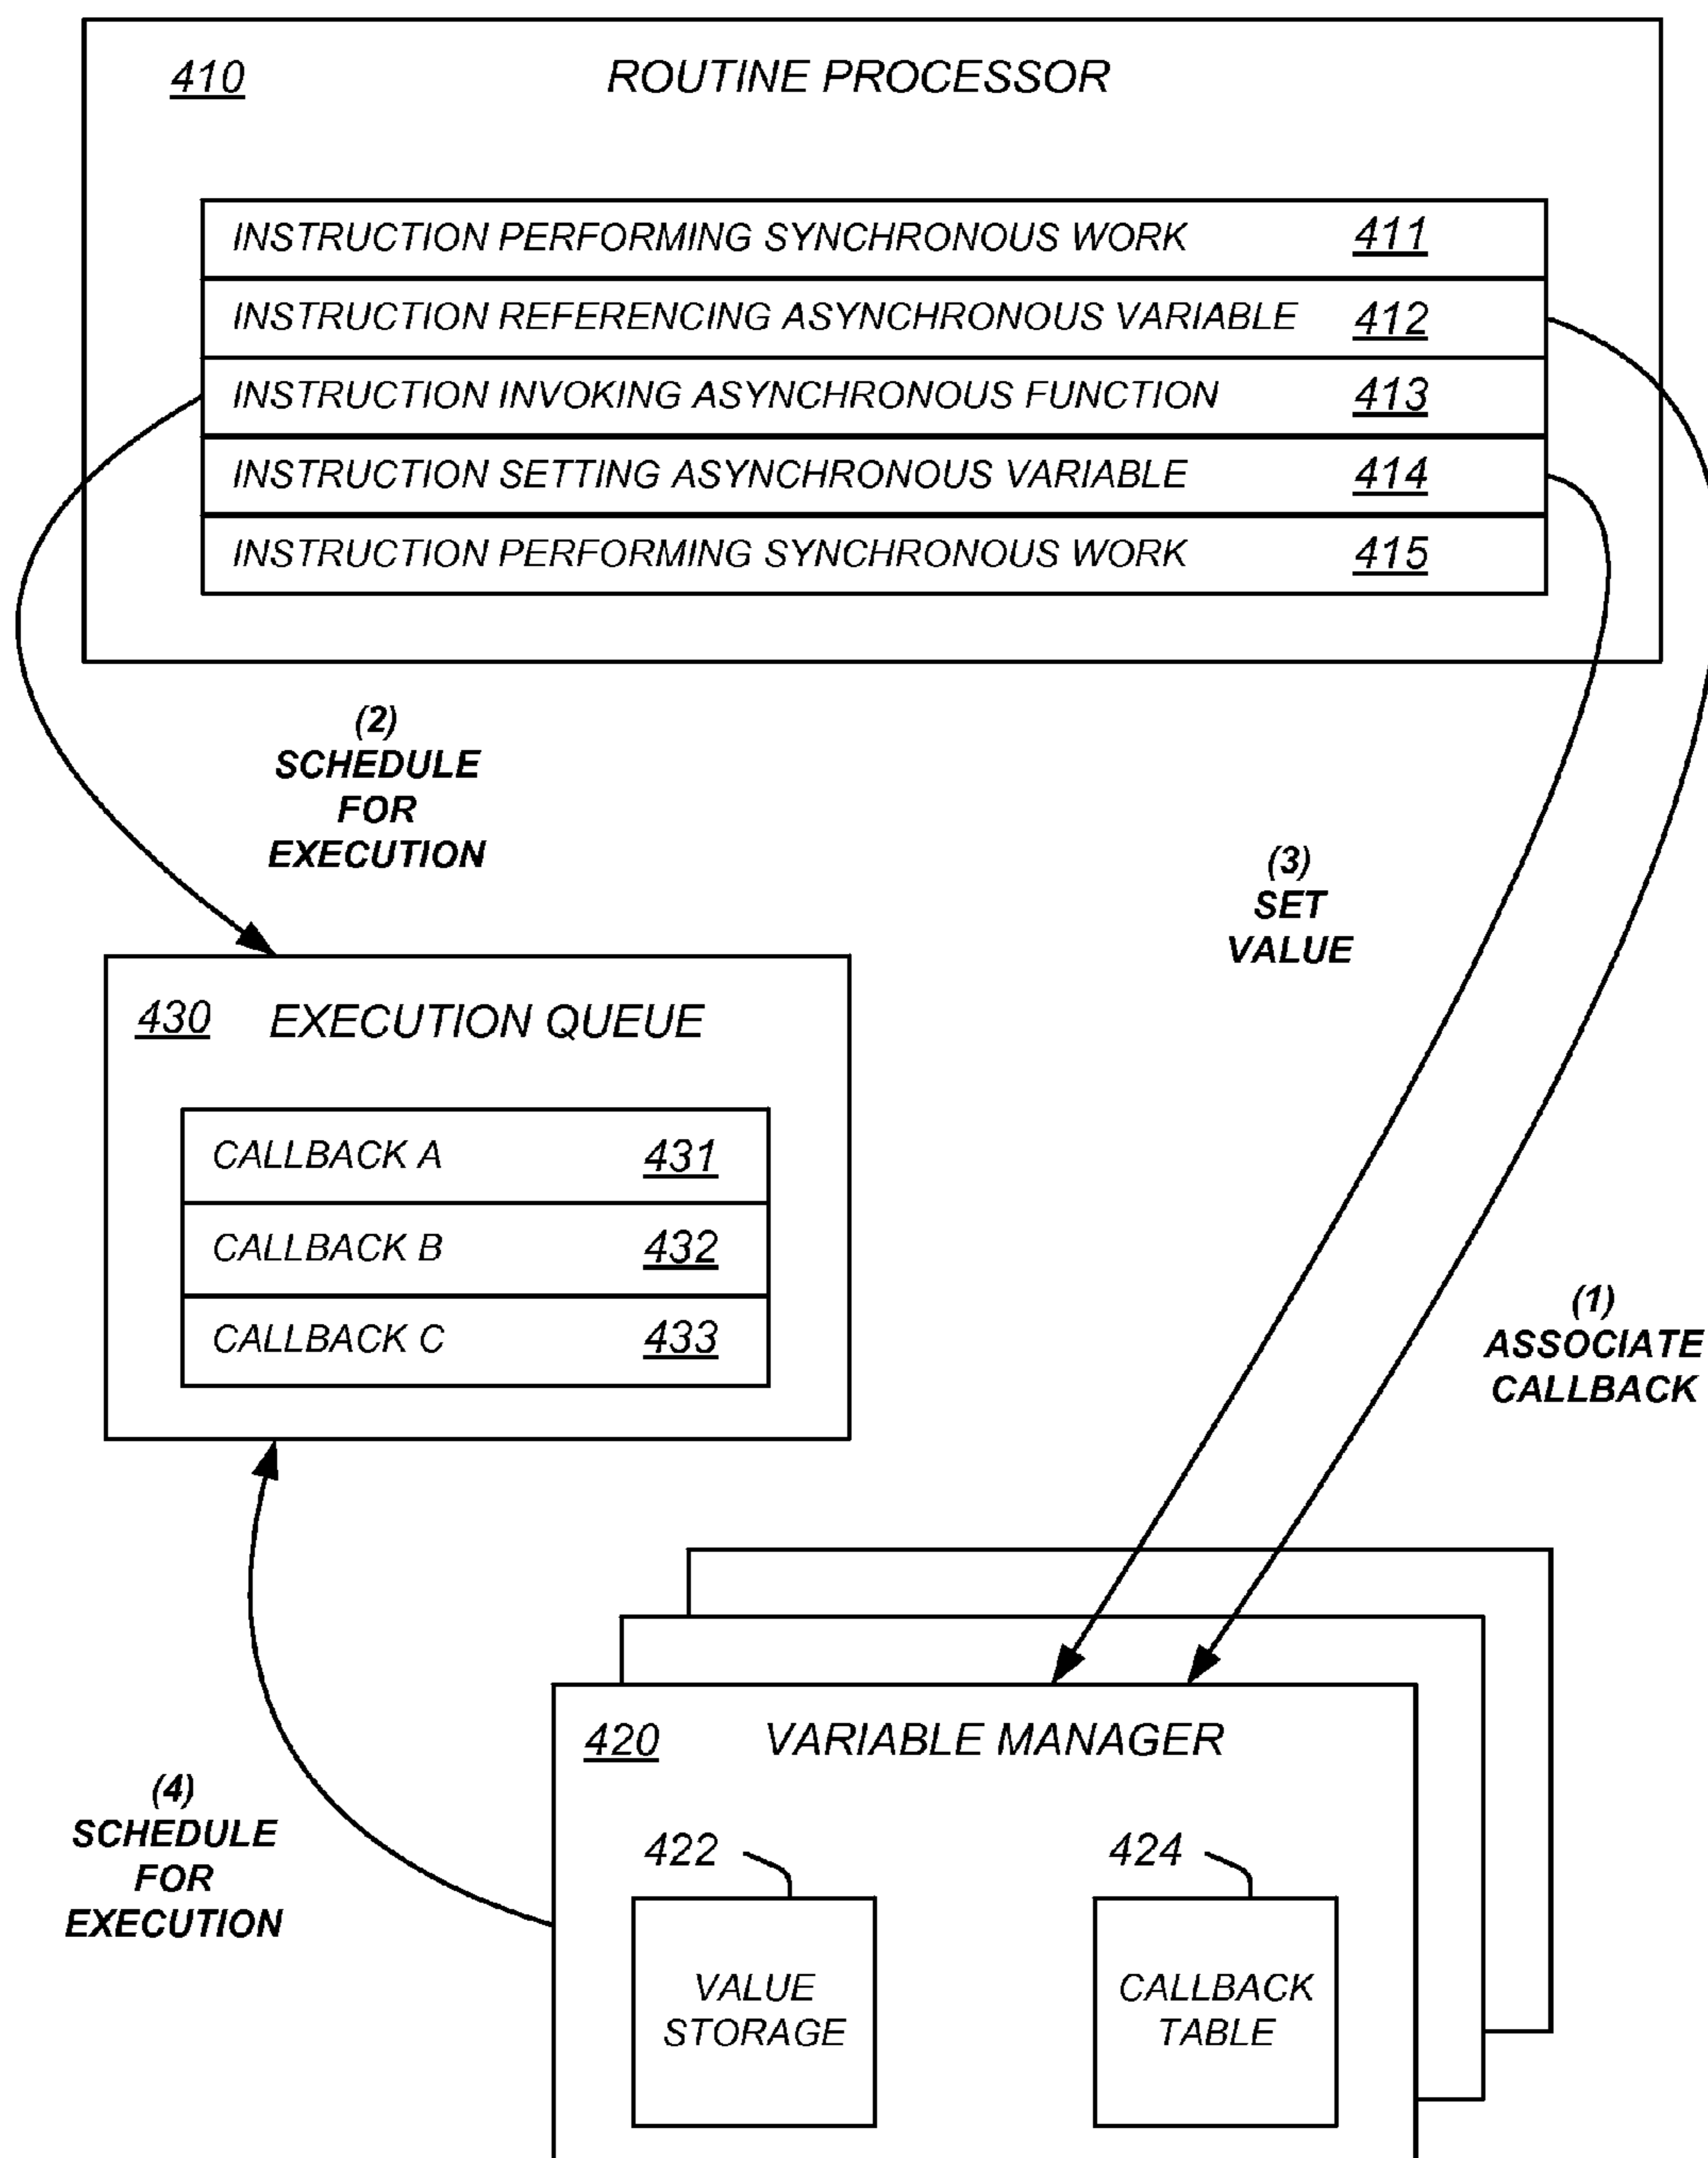 410 ROUTINE PROCESSOR
INSTRUCTION PERFORMING SYNCHRONOUS WORK 411
INSTRUCTION REFERENCING ASYNCHRONOUS VARIABLE 412
INSTRUCTION INVOKING ASYNCHRONOUS FUNCTION 413
INSTRUCTION SETTING ASYNCHRONOUS VARIABLE 414
INSTRUCTION PERFORMING SYNCHRONOUS WORK 415
(2)
SCHEDULE
FOR
EXECUTION
(3)
SET
VALUE
430 EXECUTION QUEUE
CALLBACK A 431
CALLBACK B 432
CALLBACK C 433
(1)
ASSOCIATE
CALLBACK
420 VARIABLE MANAGER
(4)
SCHEDULE
FOR
EXECUTION
422
VALUE
STORAGE
424
CALLBACK
TABLE